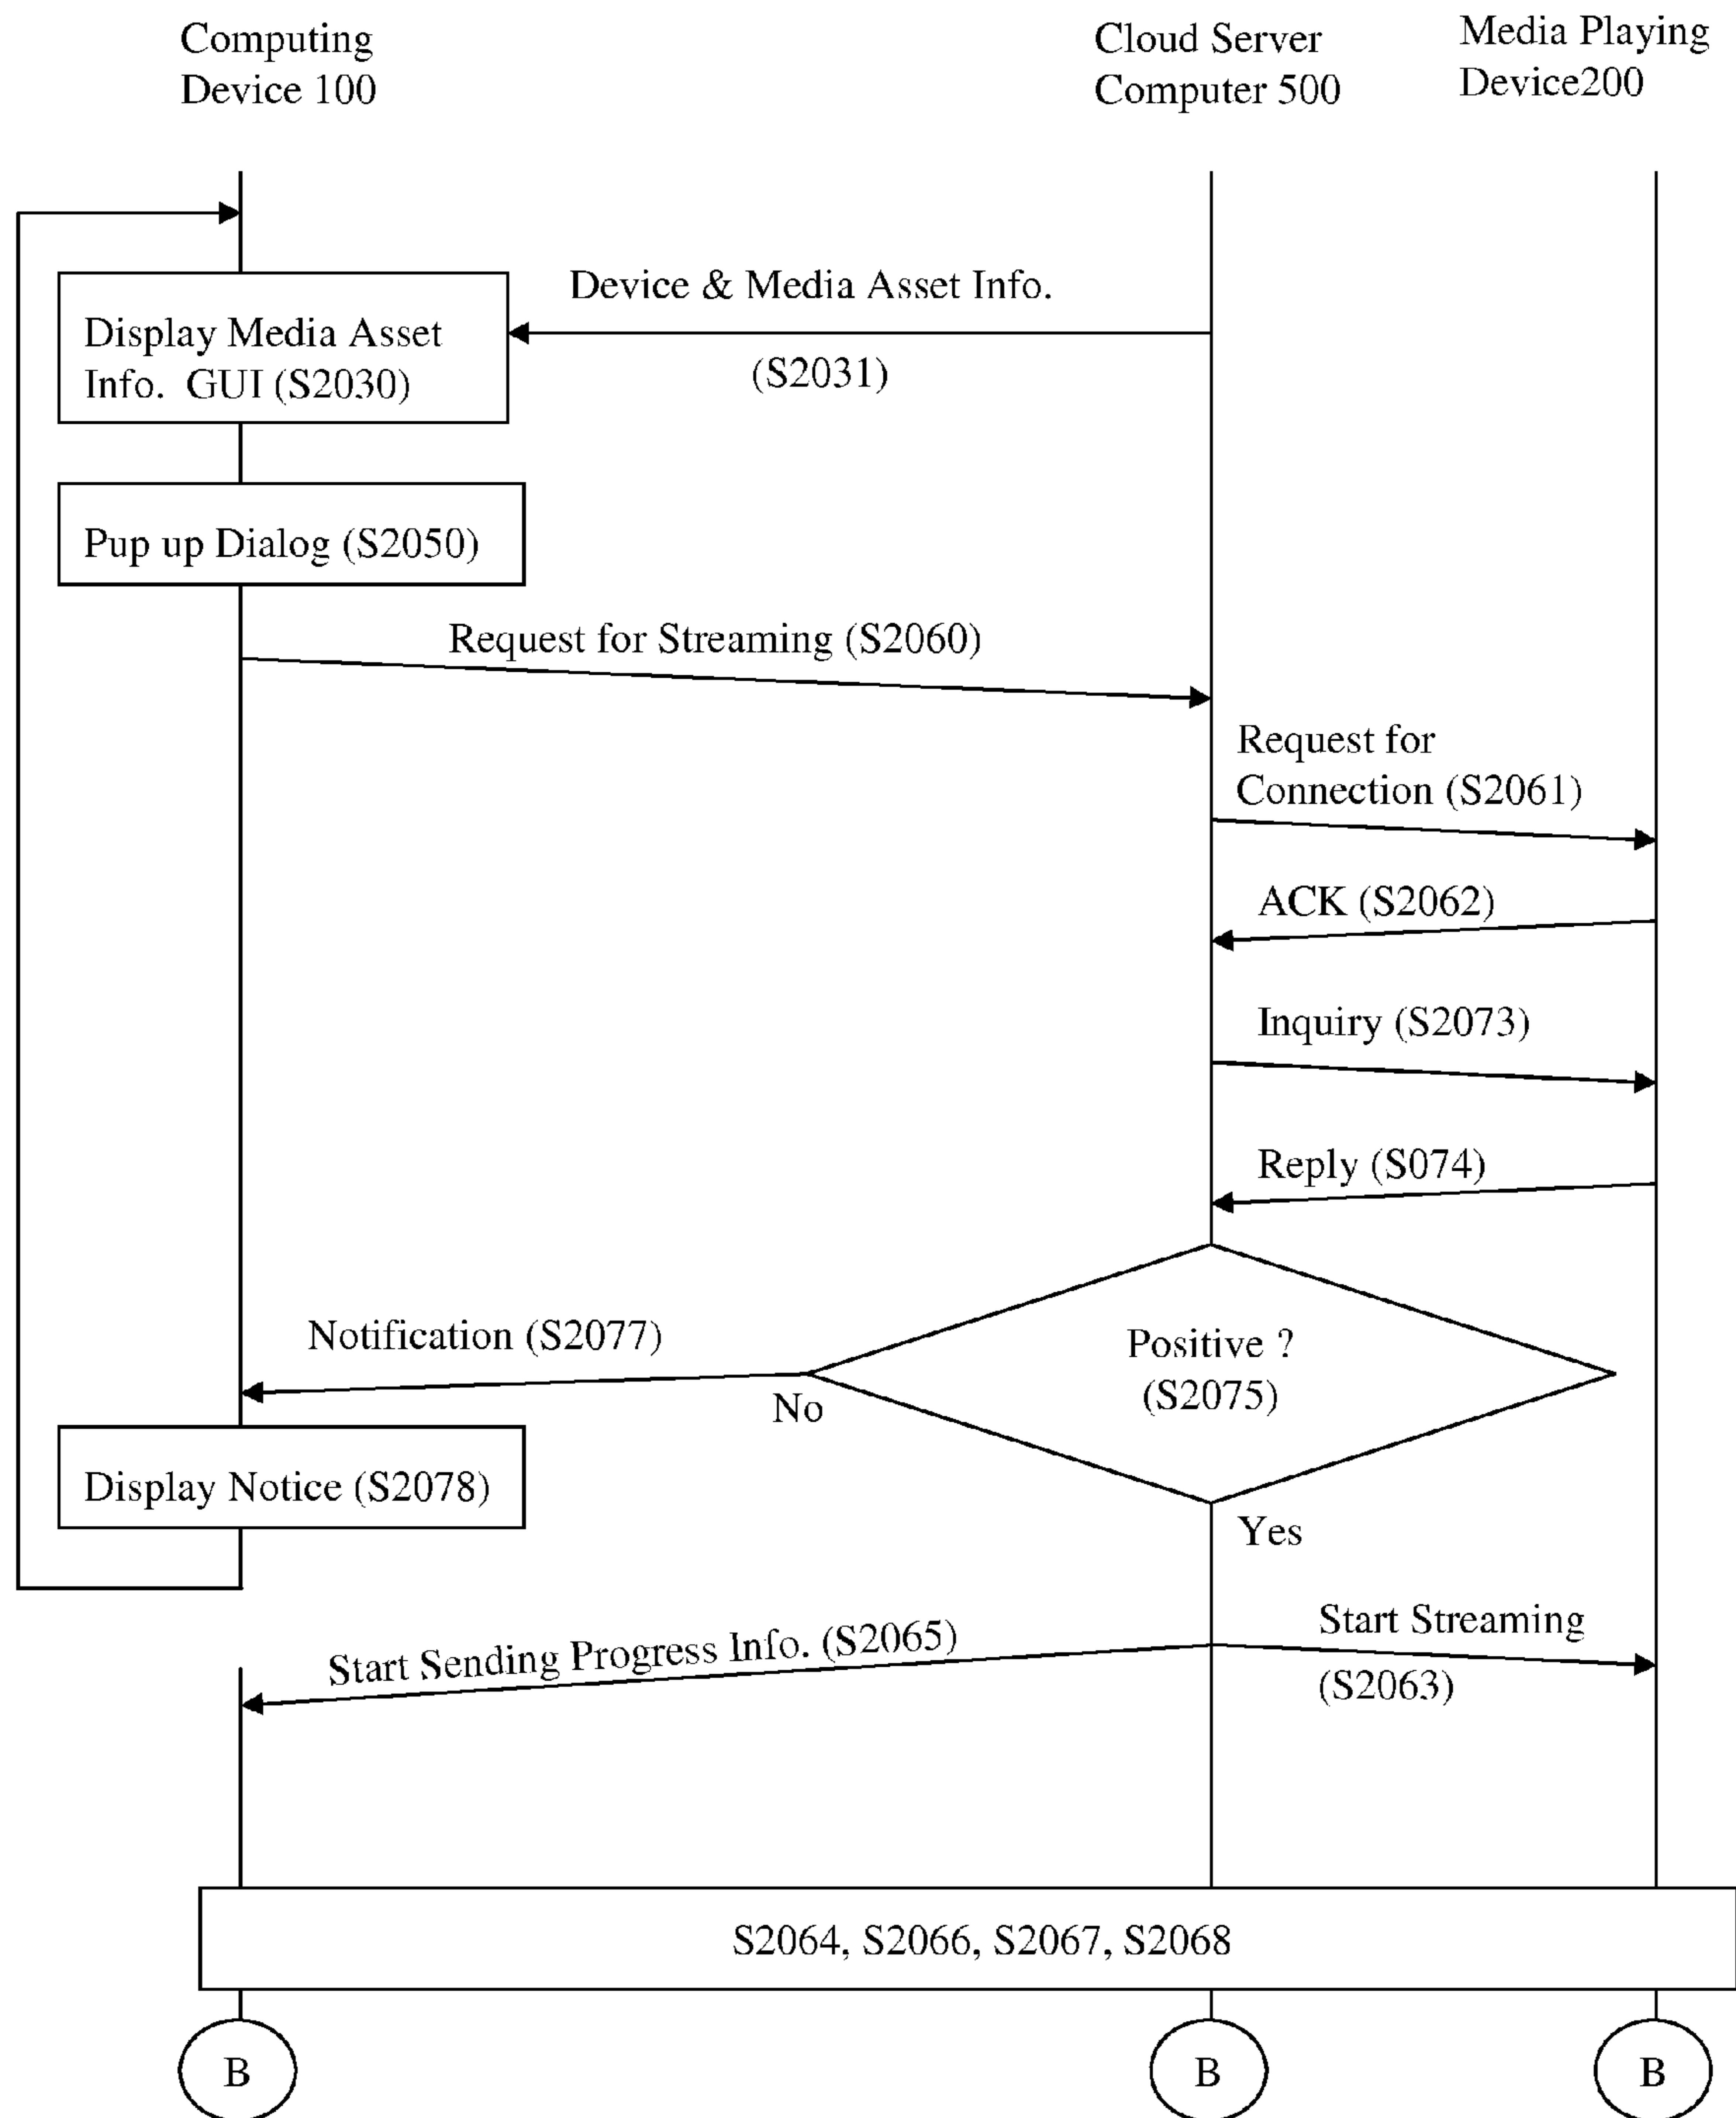 Computing
Device 100
Cloud Server
Computer 500
Media Playing
Device200
Device & Media Asset Info.
(S2031)
Display Media Asset
Info. GUI (S2030)
Pup up Dialog (S2050)
Request for Streaming (S2060)
Request for
Connection (S2061)
ACK (S2062)
Inquiry (S2073)
Reply (S074)
Positive ?
(S2075)
Notification (S2077)
No
Display Notice (S2078)
Yes
Start Sending Progress Info. (S2065)
Start Streaming
(S2063)
S2064, S2066, S2067, S2068
B
B
B